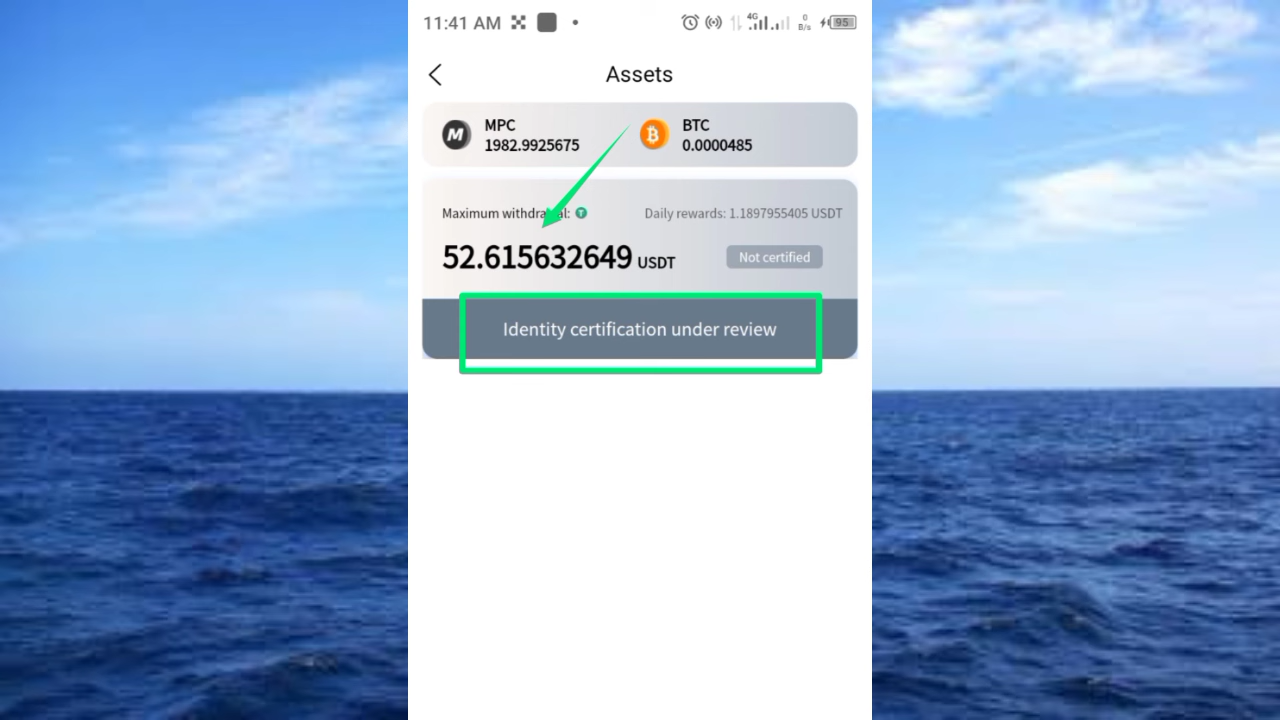 11:41 AM
4G
0
B/s
95
Assets
MPC
1982.9925675
BTC
0.0000485
Maximum withdrawal:
Daily rewards: 1.1897955405 USDT
52.615632649 USDT
Not certified
Identity certification under review